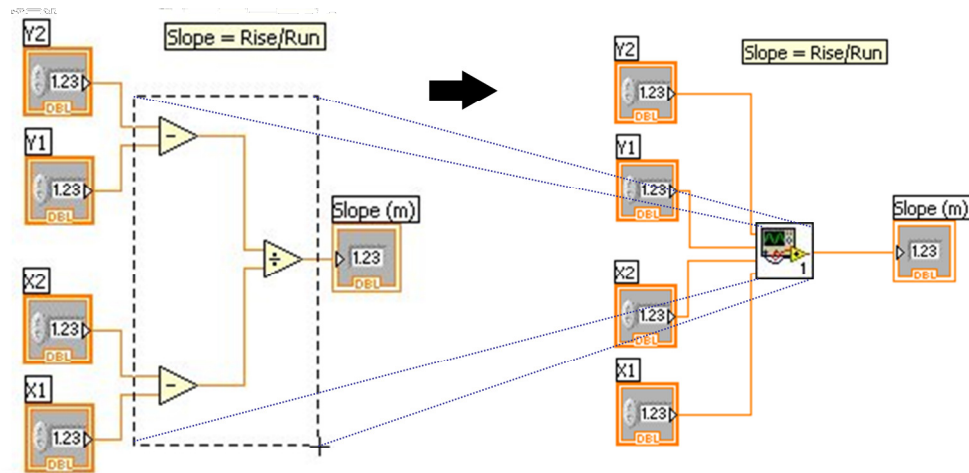 Y2
Slope = Rise/Run
1.23
DBL
Y1
1.23
DBL
Slope (m)
1.23
DBL
÷
X2
1.23
DBL
X1
1.23
DBL
Y2
Slope = Rise/Run
1.23
DBL
Y1
1.23
DBL
Slope (m)
1.23
DBL
1
X2
1.23
DBL
X1
1.23
DBL